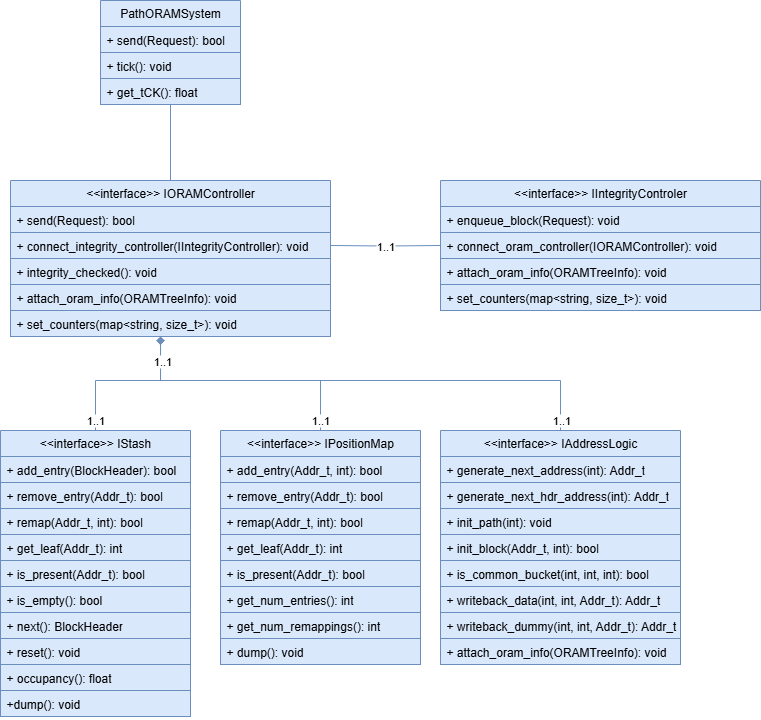 PathORAMSystem
+ send(Request): bool
+ tick(): void
+ get_tCK(): float
<<interface>> IORAMController
+ send(Request): bool
+ connect_integrity_controller(IIntegrityController): void
+ integrity_checked(): void
+ attach_oram_info(ORAMTreeInfo): void
+ set_counters(map<string, size_t>): void
1..1
<<interface>> IIntegrityControler
+ enqueue_block(Request): void
+ connect_oram_controller(IORAMController): void
+ attach_oram_info(ORAMTreeInfo): void
+ set_counters(map<string, size_t>): void
1..1
1..1
1..1
1..1
<<interface>> IStash
+ add_entry(BlockHeader): bool
+ remove_entry(Addr_t): bool
+ remap(Addr_t, int): bool
+ get_leaf(Addr_t): int
+ is_present(Addr_t): bool
+ is_empty(): bool
+ next(): BlockHeader
+ reset(): void
+ occupancy(): float
+dump(): void
<<interface>> IPositionMap
+ add_entry(Addr_t, int): bool
+ remove_entry(Addr_t): bool
+ remap(Addr_t, int): bool
+ get_leaf(Addr_t): int
+ is_present(Addr_t): bool
+ get_num_entries(): int
+ get_num_remappings(): int
+ dump(): void
<<interface>> IAddressLogic
+ generate_next_address(int): Addr_t
+ generate_next_hdr_address(int): Addr_t
+ init_path(int): void
+ init_block(Addr_t, int): bool
+ is_common_bucket(int, int, int): bool
+ writeback_data(int, int, Addr_t): Addr_t
+ writeback_dummy(int, int, Addr_t): Addr_t
+ attach_oram_info(ORAMTreeInfo): void